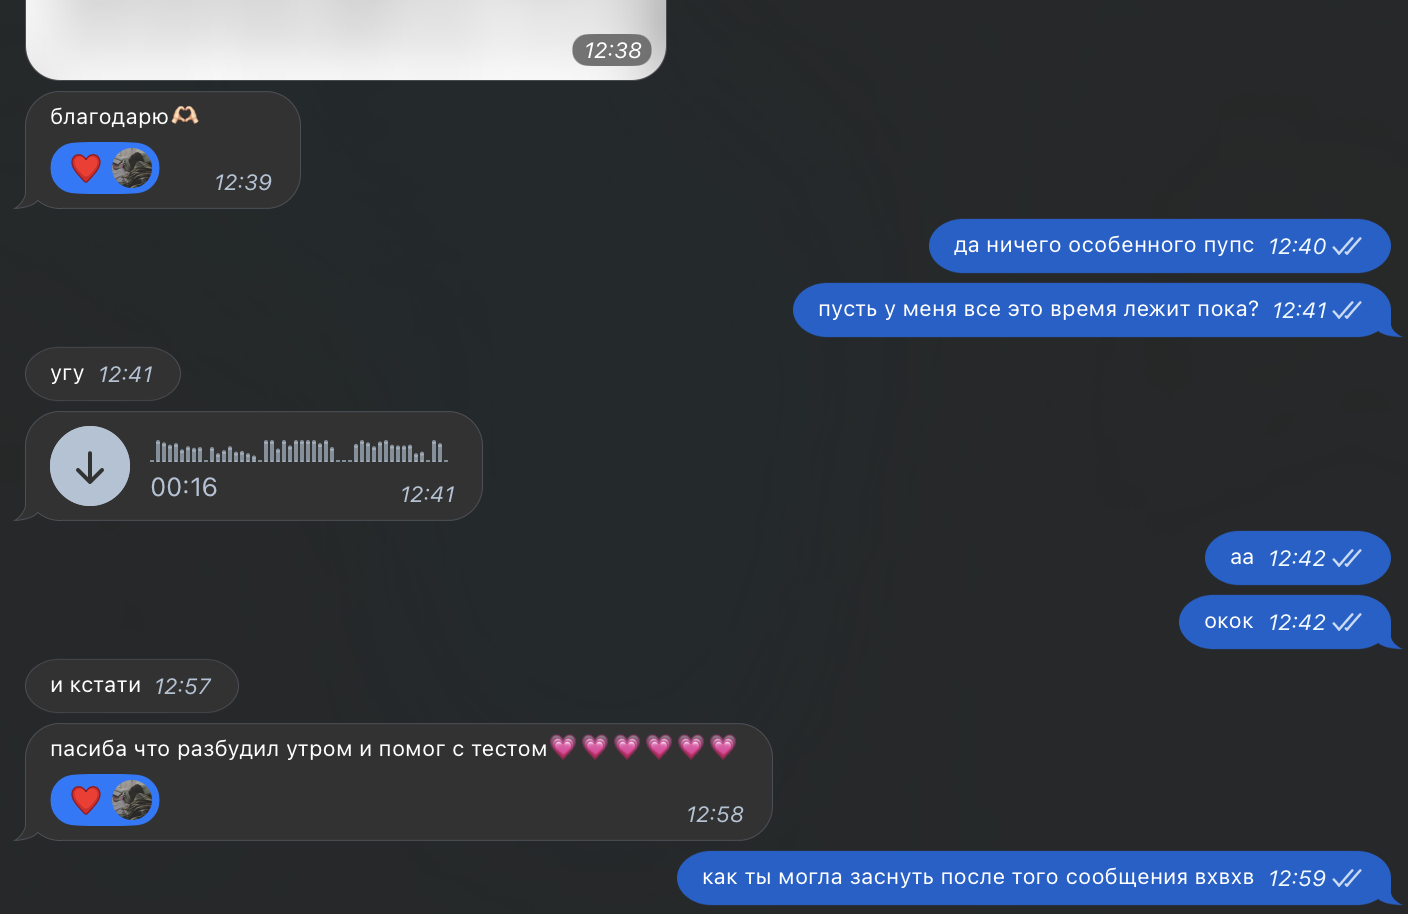 12:38
благодарю🫶🏻
❤️ 12:39
да ничего особенного пупс 12:40
пусть у меня все это время лежит пока? 12:41
угу 12:41
00:16 12:41
аа 12:42
окок 12:42
и кстати 12:57
пасиба что разбудил утром и помог с тестом💗💗💗💗💗💗
❤️ 12:58
как ты могла заснуть после того сообщения вхвхв 12:59